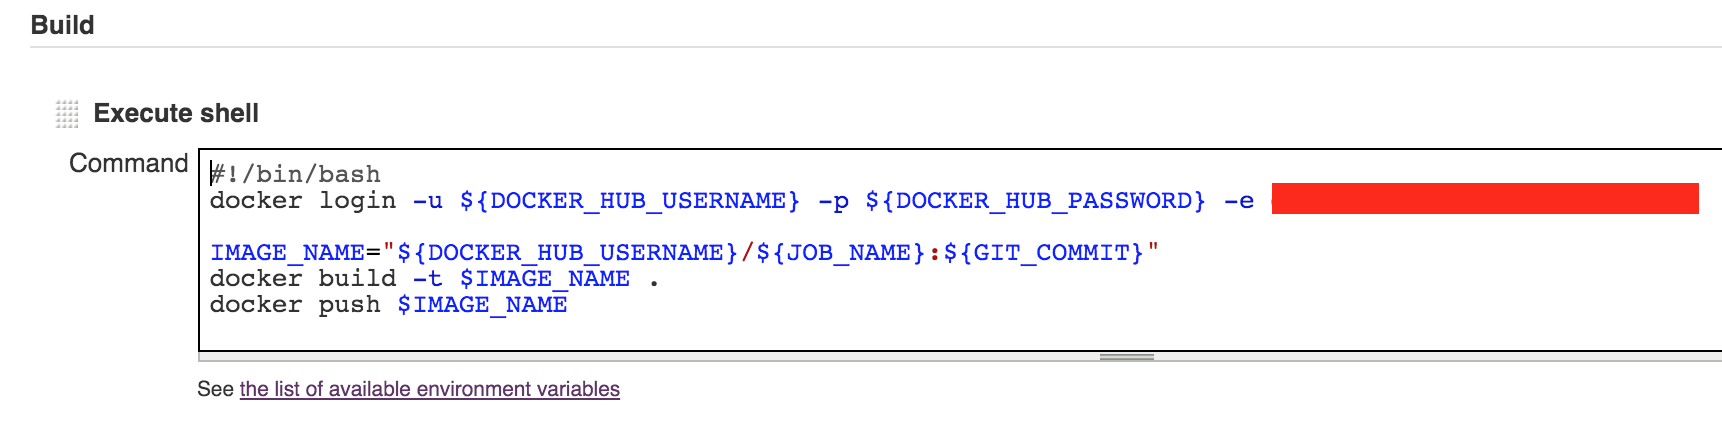 Build
Execute shell
Command
#!/bin/bash
docker login -u ${DOCKER_HUB_USERNAME} -p ${DOCKER_HUB_PASSWORD} -e
IMAGE_NAME="${DOCKER_HUB_USERNAME}/${JOB_NAME}:${GIT_COMMIT}"
docker build -t $IMAGE_NAME .
docker push $IMAGE_NAME
See the list of available environment variables